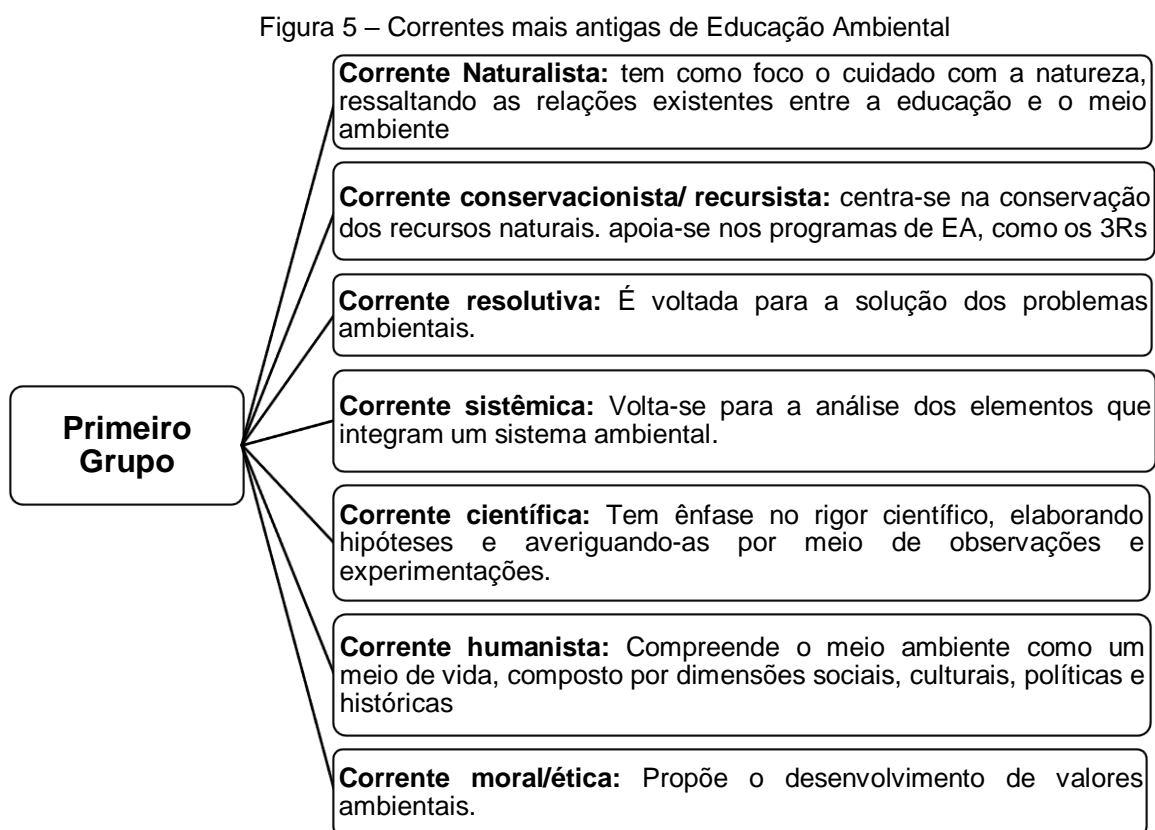 Figura 5 – Correntes mais antigas de Educação Ambiental
Corrente Naturalista: tem como foco o cuidado com a natureza,
ressaltando as relações existentes entre a educação e o meio
ambiente
Corrente conservacionista/ recursista: centra-se na conservação
dos recursos naturais. apoia-se nos programas de EA, como os 3Rs
Corrente resolutiva: É voltada para a solução dos problemas
ambientais.
Primeiro
Grupo
Corrente sistêmica: Volta-se para a análise dos elementos que
integram um sistema ambiental.
Corrente científica: Tem ênfase no rigor científico, elaborando
hipóteses e averiguando-as por meio de observações e
experimentações.
Corrente humanista: Compreende o meio ambiente como um
meio de vida, composto por dimensões sociais, culturais, políticas e
históricas
Corrente moral/ética: Propõe o desenvolvimento de valores
ambientais.